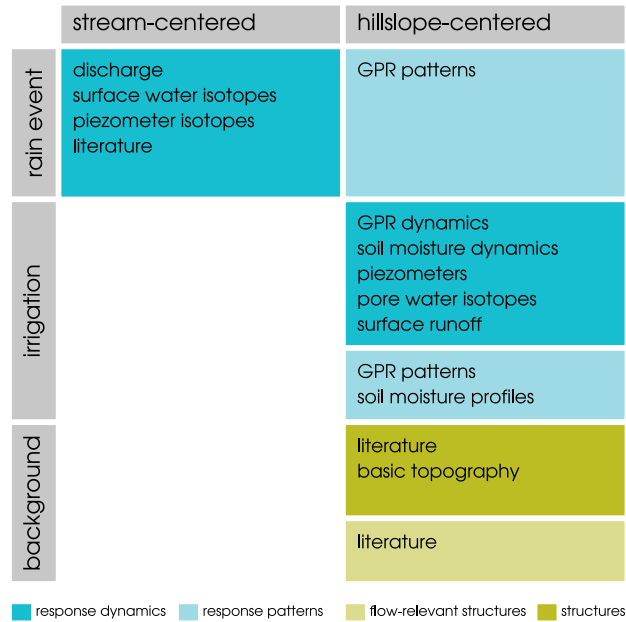 stream-centered
hillslope-centered
rain event
discharge
surface water isotopes
piezometer isotopes
literature
GPR patterns
irrigation
GPR dynamics
soil moisture dynamics
piezometers
pore water isotopes
surface runoff
GPR patterns
soil moisture profiles
background
literature
basic topography
literature
response dynamics
response patterns
flow-relevant structures
structures